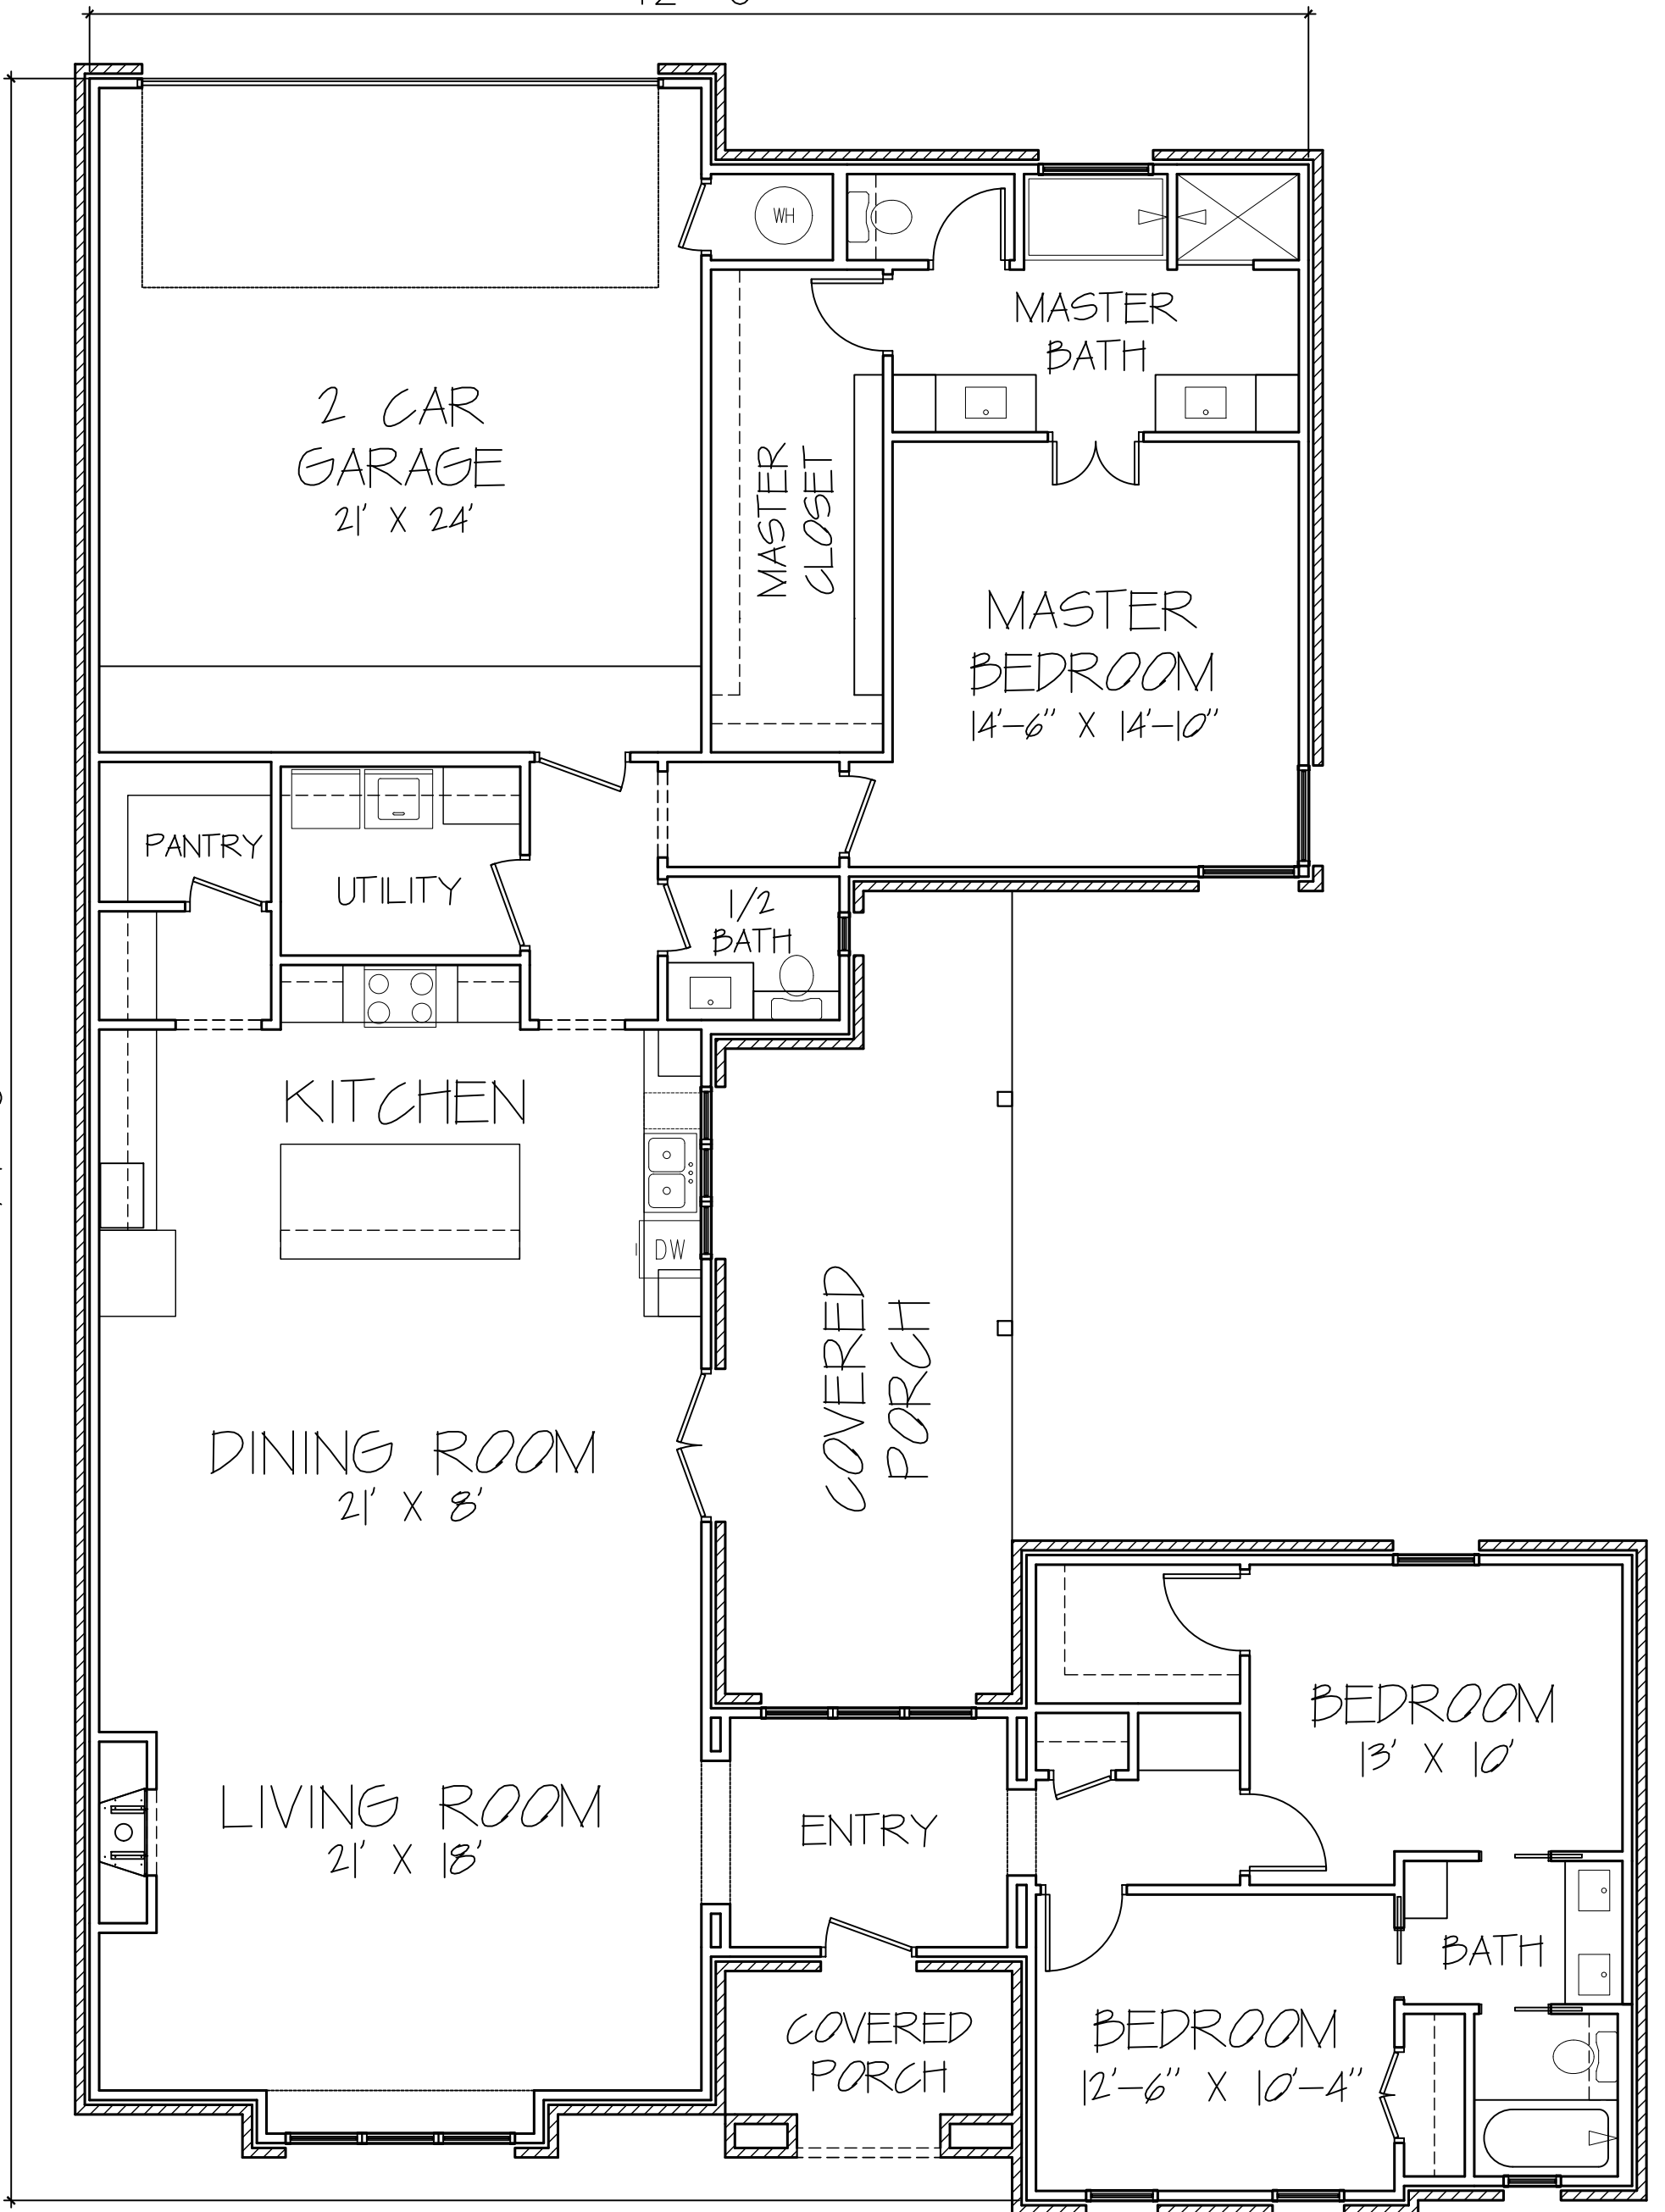 WH
MASTER
BATH
2 CAR
GARAGE
21' X 24'
MASTER
CLOSET
MASTER
BEDROOM
14'-6" X 14'-10"
PANTRY
UTILITY
1/2
BATH
KITCHEN
DW
COVERED
PORCH
DINING ROOM
21' X 8'
BEDROOM
13' X 10'
LIVING ROOM
21' X 18'
ENTRY
BATH
COVERED
PORCH
BEDROOM
12'-6" X 10'-4"